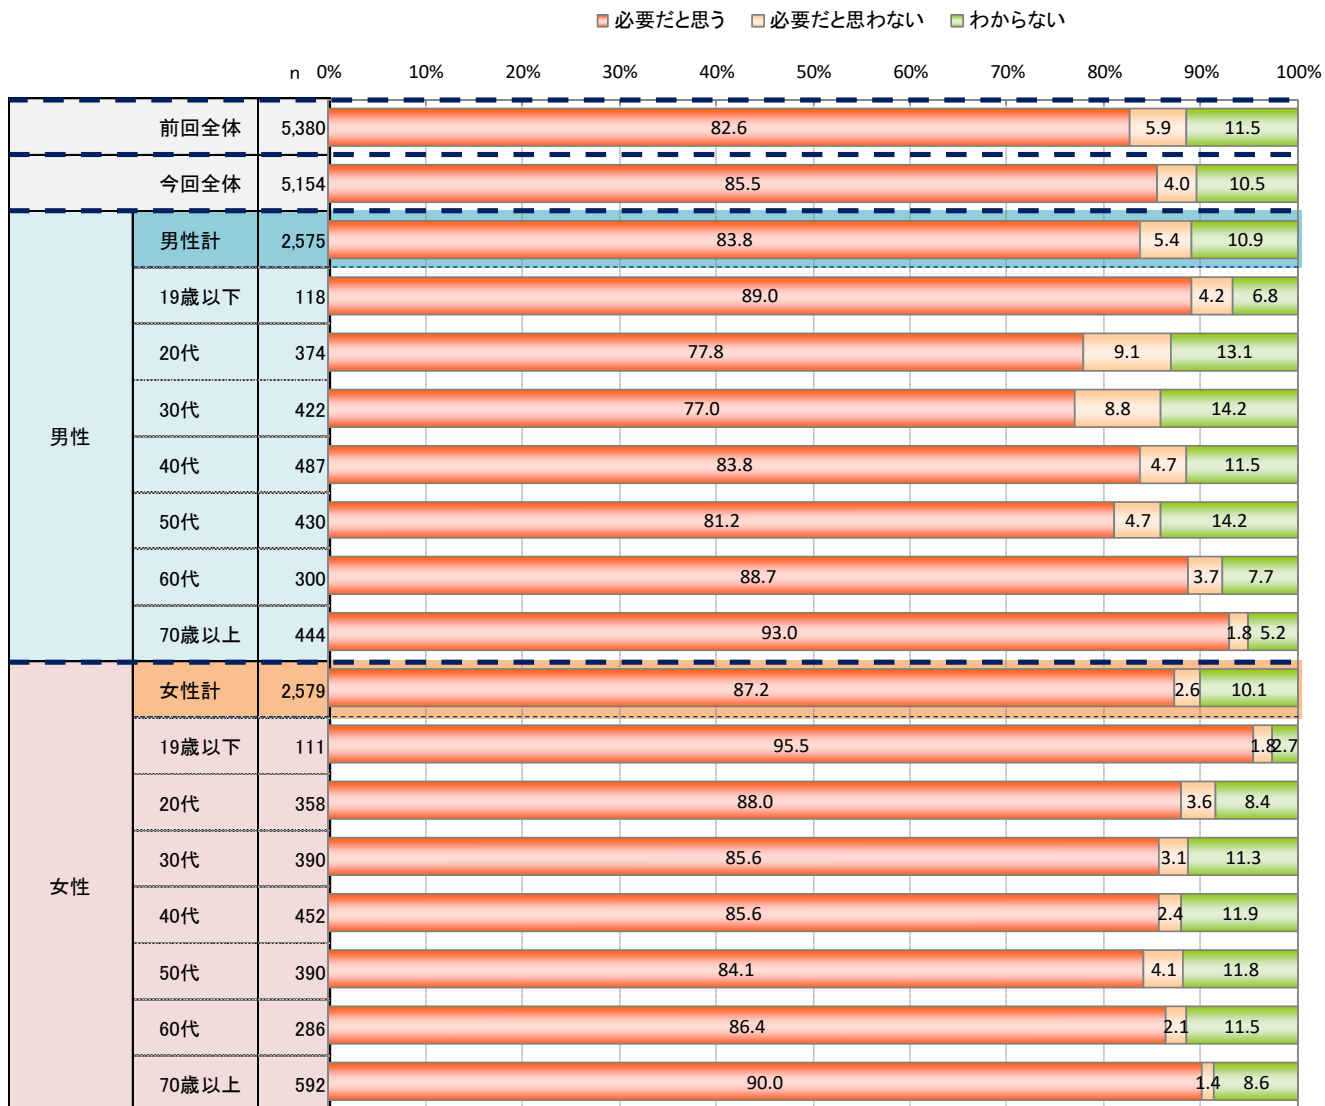 必要だと思う 必要だと思わない わからない
n 0% 10% 20% 30% 40% 50% 60% 70% 80% 90% 100%
前回全体 5,380 82.6 5.9 11.5
今回全体 5,154 85.5 4.0 10.5
男性
男性計 2,575 83.8 5.4 10.9
19歳以下 118 89.0 4.2 6.8
20代 374 77.8 9.1 13.1
30代 422 77.0 8.8 14.2
40代 487 83.8 4.7 11.5
50代 430 81.2 4.7 14.2
60代 300 88.7 3.7 7.7
70歳以上 444 93.0 1.8 5.2
女性
女性計 2,579 87.2 2.6 10.1
19歳以下 111 95.5 1.8 2.7
20代 358 88.0 3.6 8.4
30代 390 85.6 3.1 11.3
40代 452 85.6 2.4 11.9
50代 390 84.1 4.1 11.8
60代 286 86.4 2.1 11.5
70歳以上 592 90.0 1.4 8.6